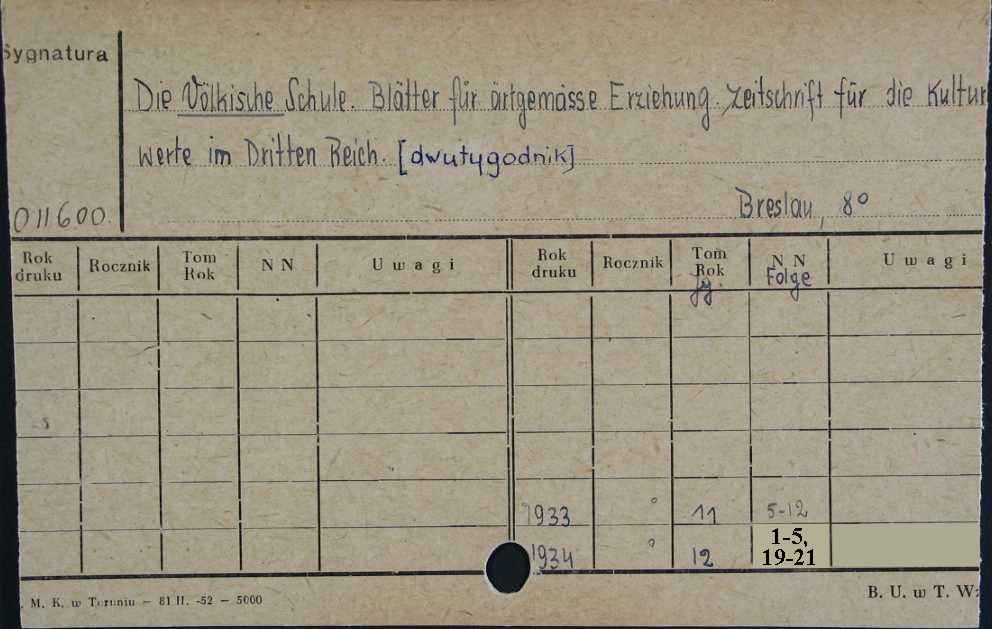 Sygnatura
Die Völkische Schule. Blätter für artgemässe Erziehung. Zeitschrift für die Kultur
werte im Dritten Reich. [dwutygodnik]
011600.
Breslau, 8°
Rok druku Rocznik Tom Rok N N Uwagi Rok druku Rocznik Tom Rok Jg. N N Folge Uwagi
1933 11 5-12
1934 12 1-5, 19-21
. M. K. w Toruniu — 81 II. -52 — 5000
B. U. w T. W: